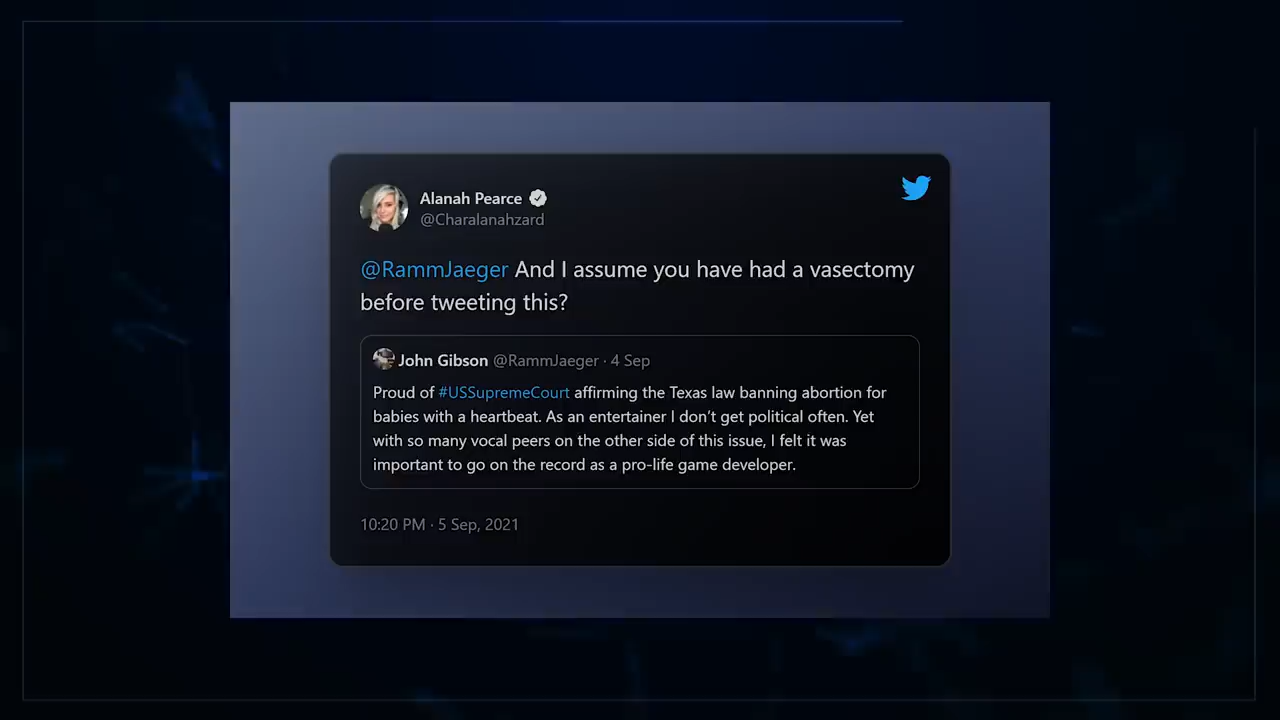 Alanah Pearce
@Charalanahzard
@RammJaeger And I assume you have had a vasectomy
before tweeting this?
John Gibson @RammJaeger · 4 Sep
Proud of #USSupremeCourt affirming the Texas law banning abortion for
babies with a heartbeat. As an entertainer I don't get political often. Yet
with so many vocal peers on the other side of this issue, I felt it was
important to go on the record as a pro-life game developer.
10:20 PM · 5 Sep, 2021